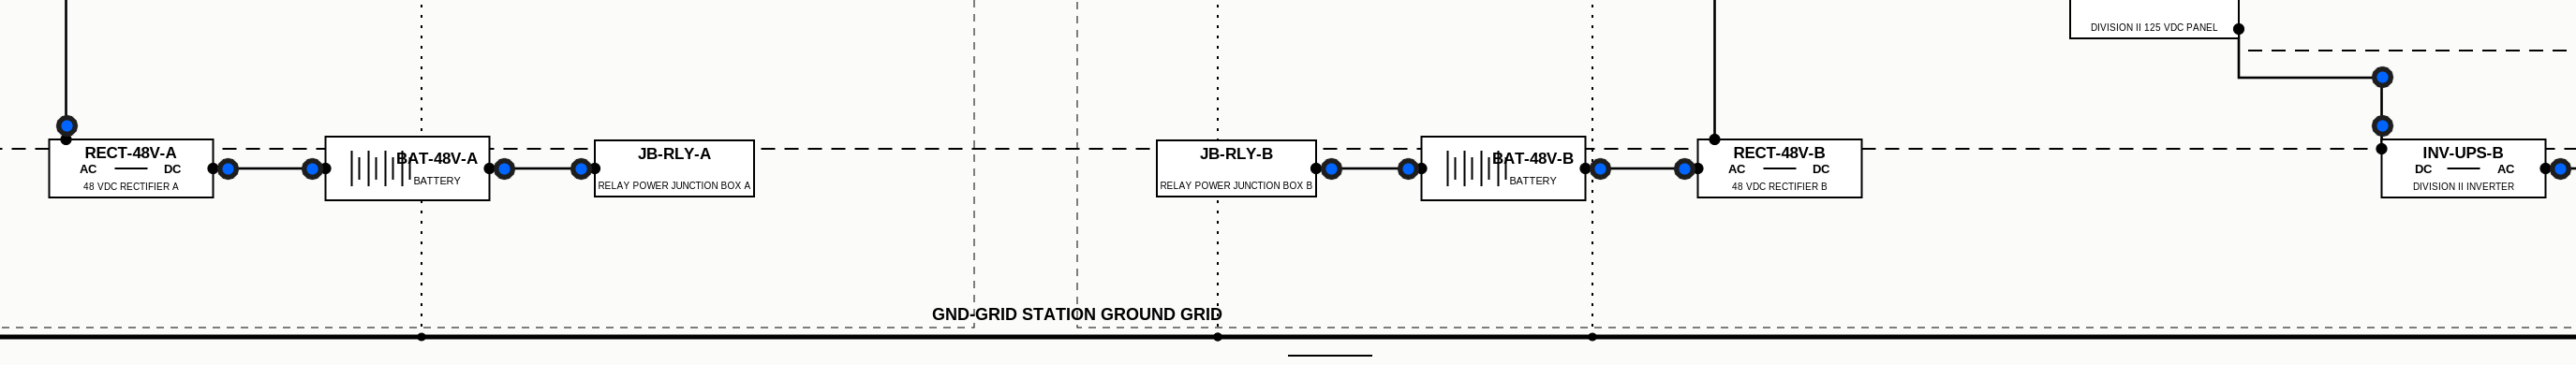 DIVISION II 125 VDC PANEL
RECT-48V-A
AC DC
48 VDC RECTIFIER A
BAT-48V-A
BATTERY
JB-RLY-A
RELAY POWER JUNCTION BOX A
JB-RLY-B
RELAY POWER JUNCTION BOX B
BAT-48V-B
BATTERY
RECT-48V-B
AC DC
48 VDC RECTIFIER B
INV-UPS-B
DC AC
DIVISION II INVERTER
GND-GRID STATION GROUND GRID